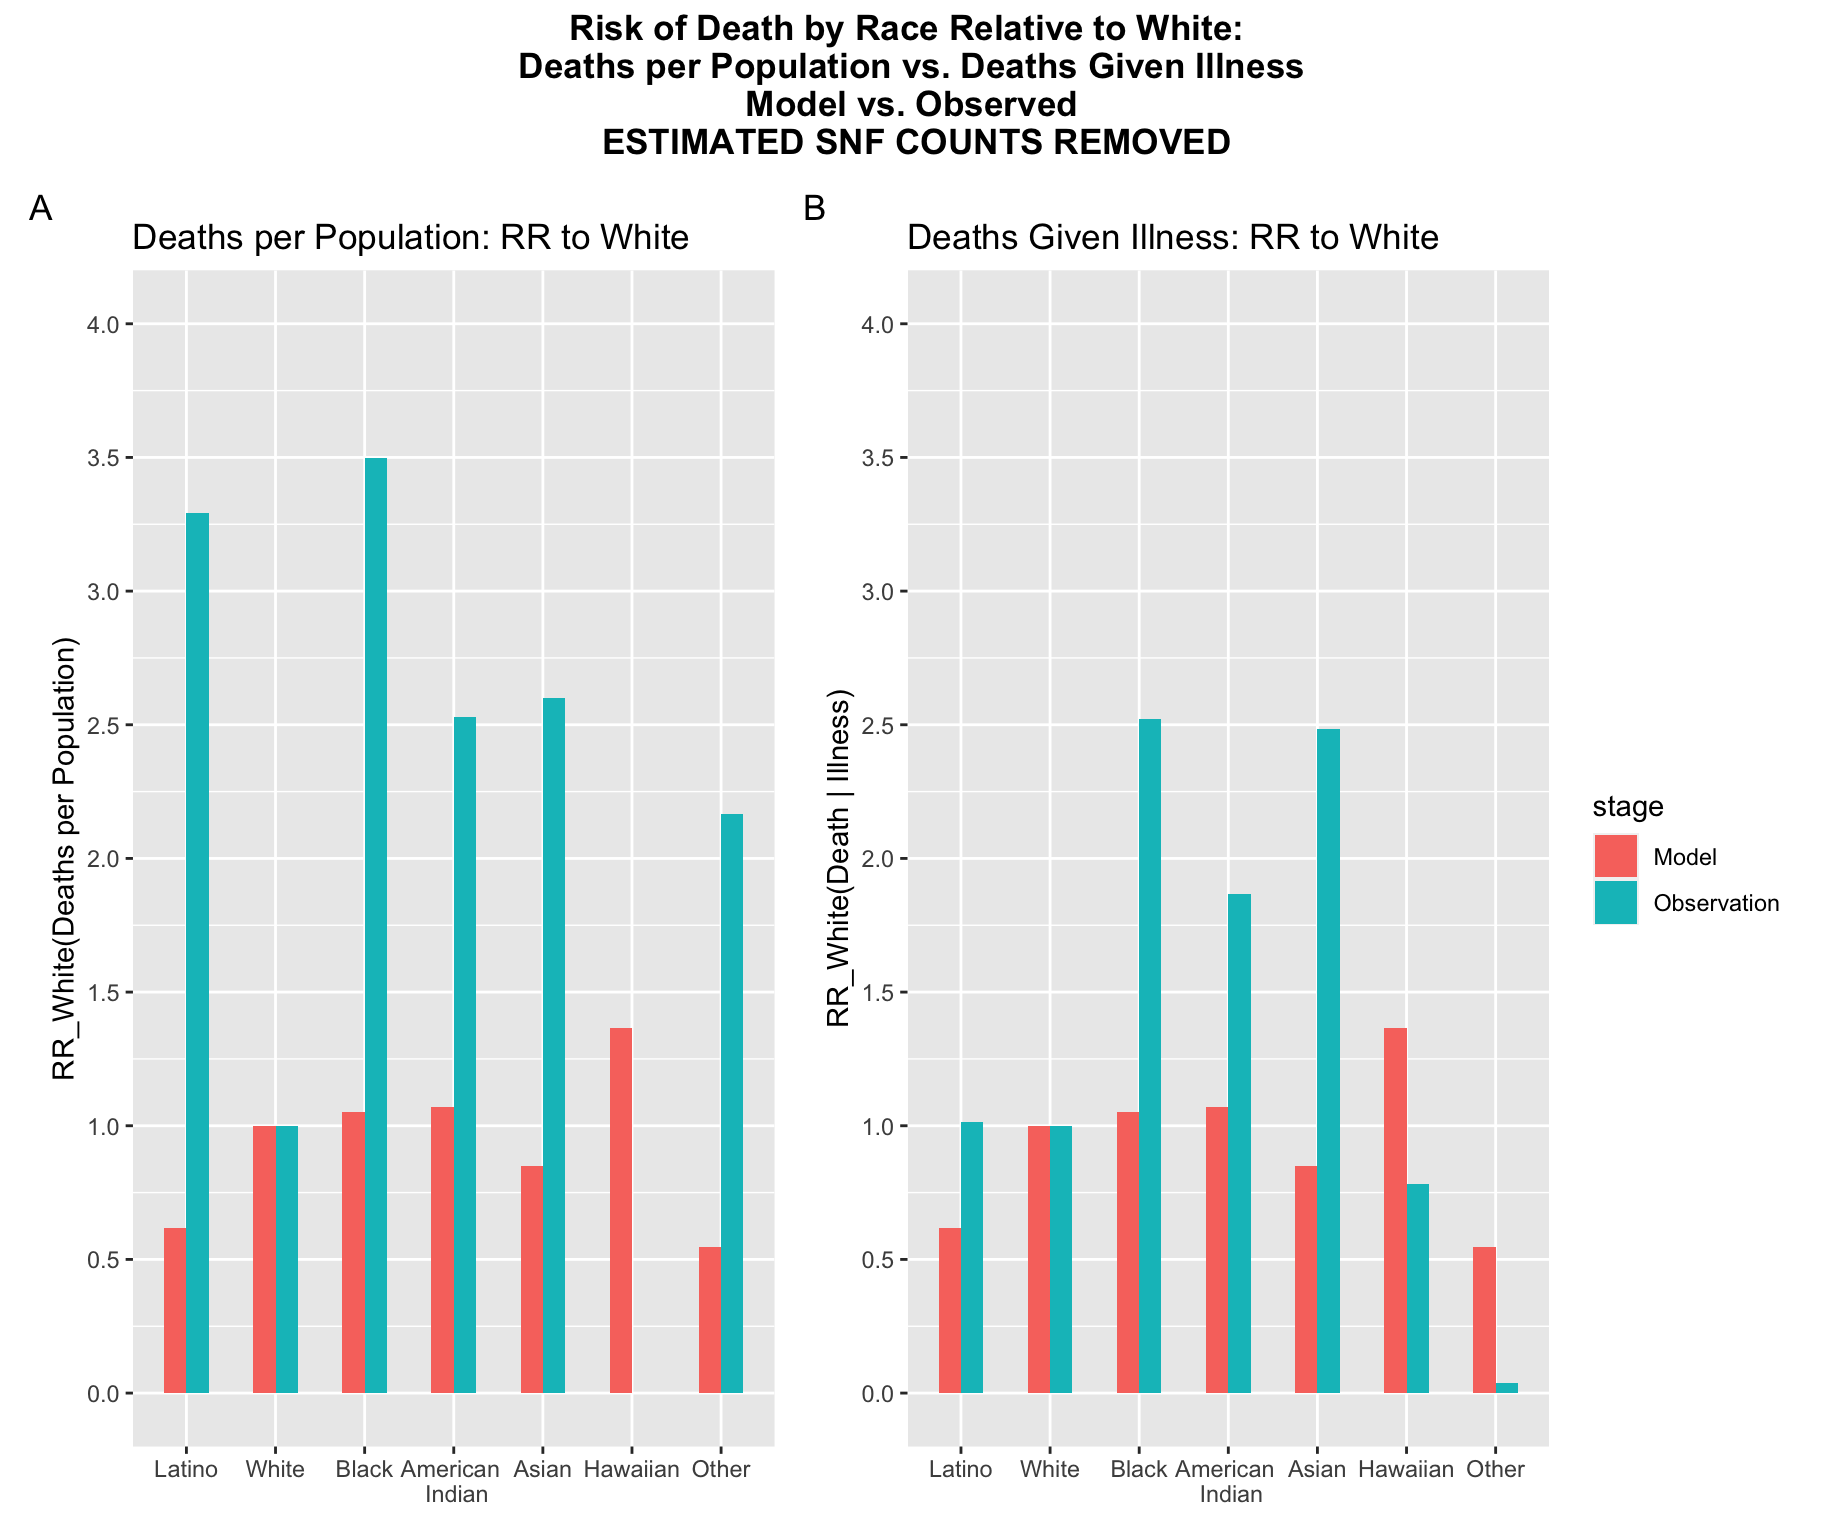 Risk of Death by Race Relative to White:
Deaths per Population vs. Deaths Given Illness
Model vs. Observed
ESTIMATED SNF COUNTS REMOVED
A
Deaths per Population: RR to White
RR_White(Deaths per Population)
4.0
3.5
3.0
2.5
2.0
1.5
1.0
0.5
0.0
Latino White Black American Asian Hawaiian Other
Indian
B
Deaths Given Illness: RR to White
RR_White(Death | Illness)
4.0
3.5
3.0
2.5
2.0
1.5
1.0
0.5
0.0
Latino White Black American Asian Hawaiian Other
Indian
stage
Model
Observation